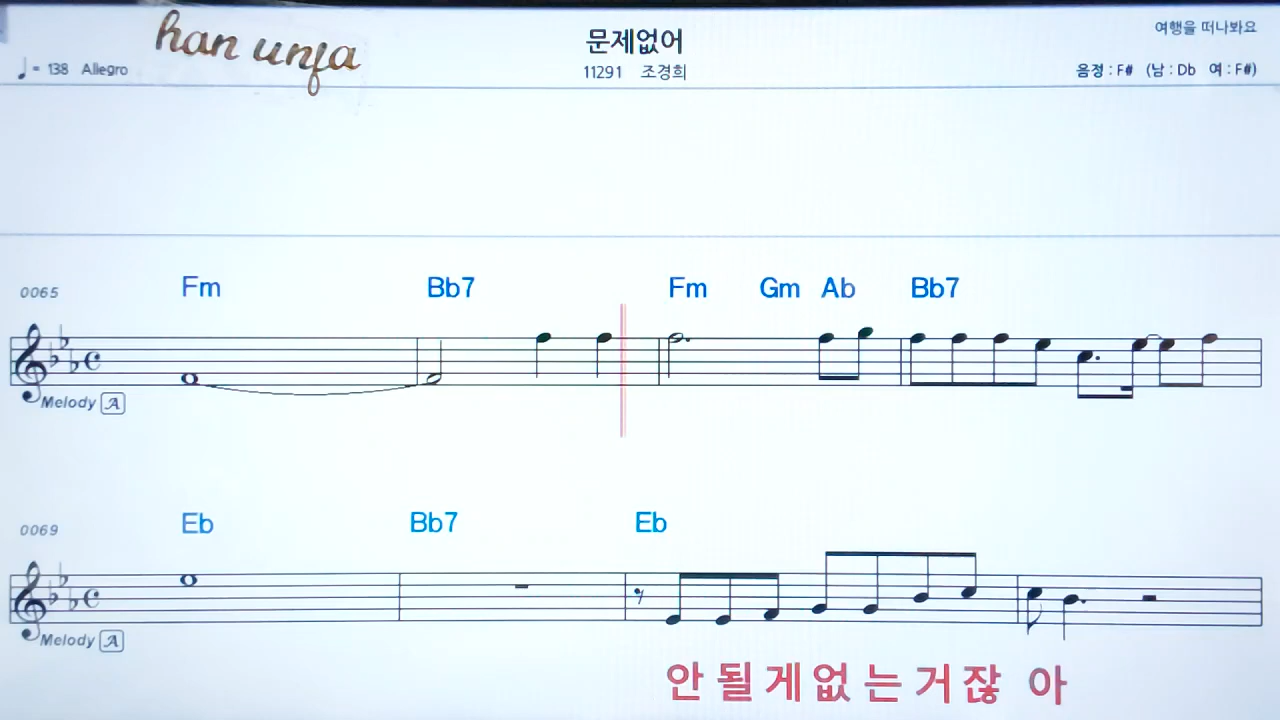 han unfa
문제없어
여행을 떠나봐요
♩= 138 Allegro
11291 조경희
음정 : F# (남 : Db 여 : F#)
0065
Fm Bb7 Fm Gm Ab Bb7
Melody A
0069
Eb Bb7 Eb
Melody A
안 될 게 없 는 거 잖 아